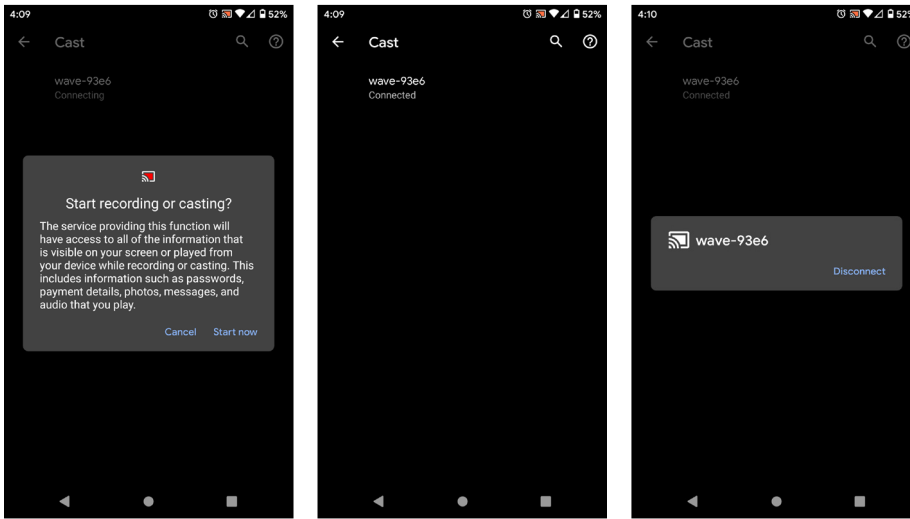 4:09 52%
Cast
wave-93e6
Connecting
Start recording or casting?
The service providing this function will
have access to all of the information that
is visible on your screen or played from
your device while recording or casting. This
includes information such as passwords,
payment details, photos, messages, and
audio that you play.
Cancel Start now
4:09 52%
Cast
wave-93e6
Connected
4:10 52%
Cast
wave-93e6
Connected
wave-93e6
Disconnect